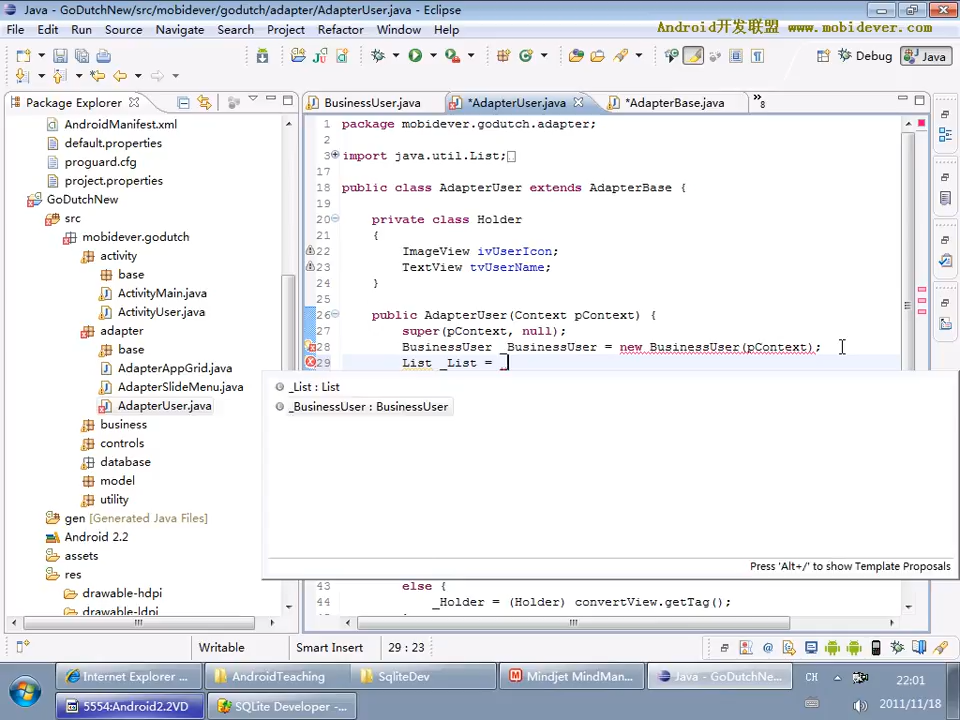 Java - GoDutchNew/src/mobidever/godutch/adapter/AdapterUser.java - Eclipse
File Edit Source Navigate Search Project Refactor Window Help
Android开发联盟 www.mobidever.com
Debug Java
Package Explorer
BusinessUser.java *AdapterUser.java *AdapterBase.java »8
AndroidManifest.xml
default.properties
proguard.cfg
project.properties
GoDutchNew
src
mobidever.godutch
activity
base
ActivityMain.java
ActivityUser.java
adapter
base
AdapterAppGrid.java
AdapterSlideMenu.java
AdapterUser.java
business
controls
database
model
utility
gen [Generated Java Files]
Android 2.2
assets
res
drawable-hdpi
drawable-ldpi
1 package mobidever.godutch.adapter;
2
3 import java.util.List;
17
18 public class AdapterUser extends AdapterBase {
19
20 private class Holder
21 {
22 ImageView ivUserIcon;
23 TextView tvUserName;
24 }
25
26 public AdapterUser(Context pContext) {
27 super(pContext, null);
28 BusinessUser _BusinessUser = new BusinessUser(pContext);
29 List _List = _
_List : List
_BusinessUser : BusinessUser
Press 'Alt+/' to show Template Proposals
43 else {
44 _Holder = (Holder) convertView.getTag();
Writable Smart Insert 29 : 23
Internet Explorer ... AndroidTeaching SqliteDev Mindjet MindMan... Java - GoDutchNe... CH 22:01
5554:Android2.2VD SQLite Developer - ... 2011/11/18